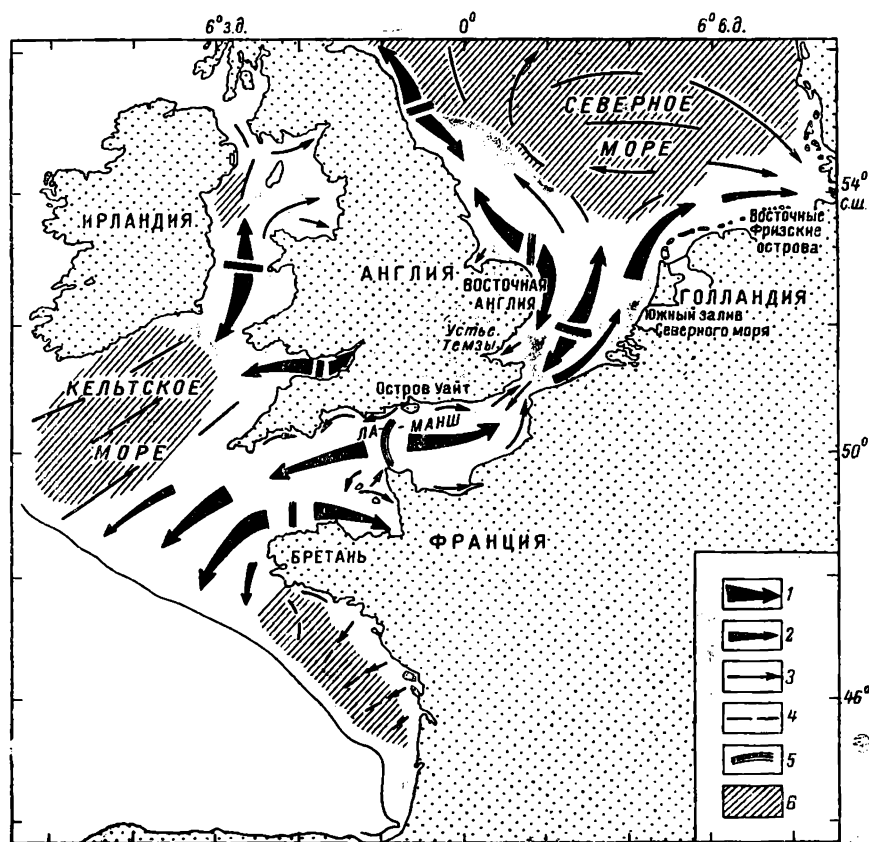 6° з.д.
0°
6° в.д.
СЕВЕРНОЕ
МОРЕ
54°
с.ш.
ИРЛАНДИЯ
ВОСТОЧНЫЕ
ФРИЗСКИЕ
острова
АНГЛИЯ
ВОСТОЧНАЯ
АНГЛИЯ
ГОЛЛАНДИЯ
Южный залив
Северного моря
Устье
Темзы
КЕЛЬТСКОЕ
МОРЕ
Остров Уайт
ЛА-МАНШ
50°
БРЕТАНЬ
ФРАНЦИЯ
46°
1
2
3
4
5
6